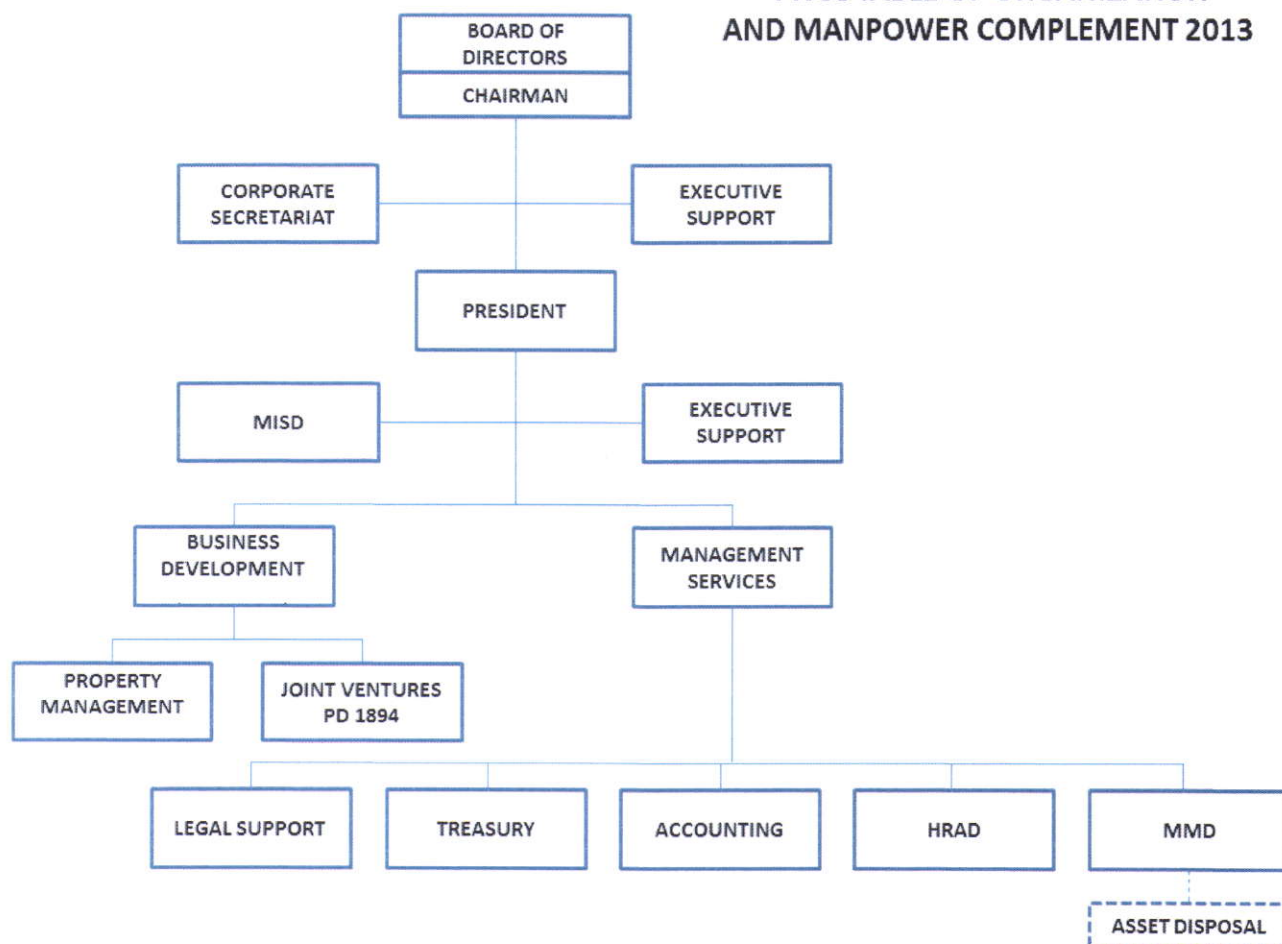 AND MANPOWER COMPLEMENT 2013
BOARD OF
DIRECTORS
CHAIRMAN
CORPORATE
SECRETARIAT
EXECUTIVE
SUPPORT
PRESIDENT
MISD
EXECUTIVE
SUPPORT
BUSINESS
DEVELOPMENT
MANAGEMENT
SERVICES
PROPERTY
MANAGEMENT
JOINT VENTURES
PD 1894
LEGAL SUPPORT
TREASURY
ACCOUNTING
HRAD
MMD
ASSET DISPOSAL